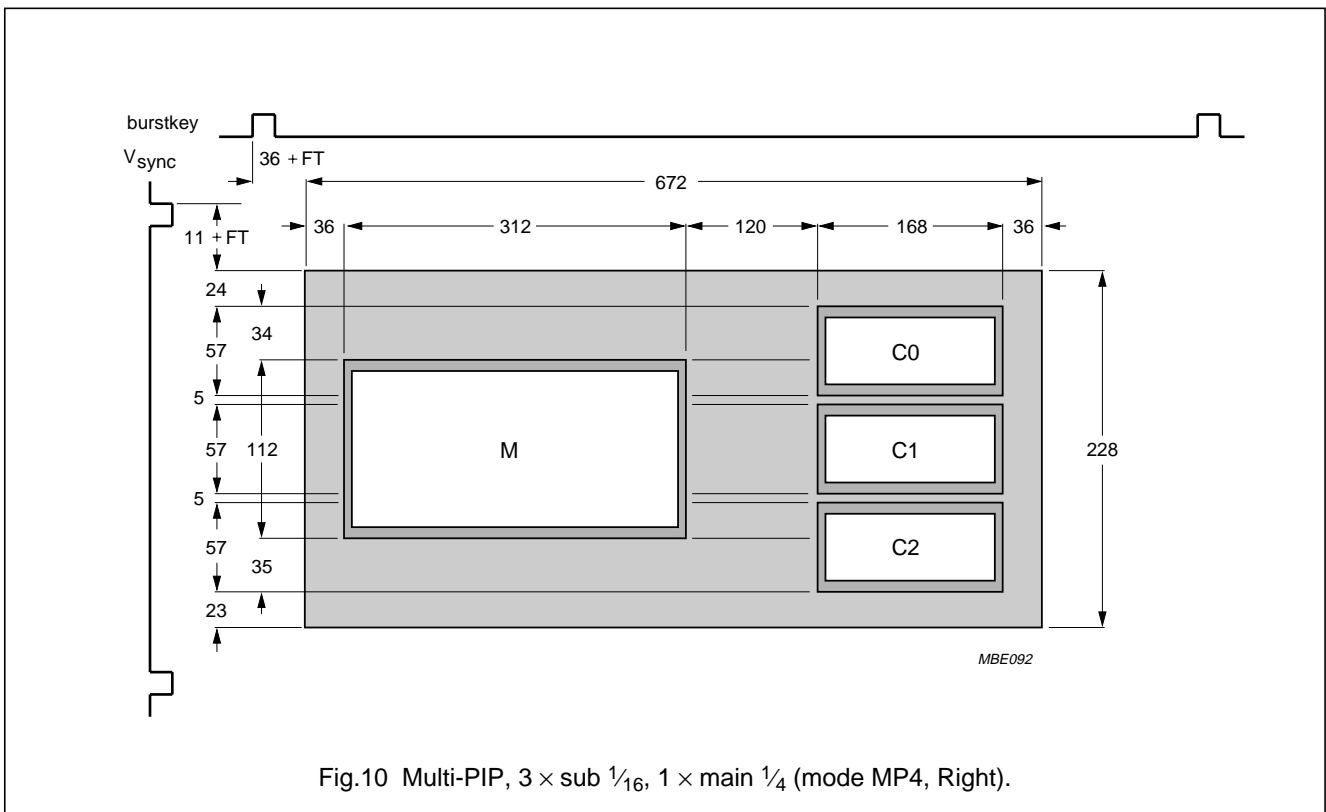 burstkey
Vsync
36 + FT
672
11 + FT
36 312 120 168 36
24
34
57
C0
5
57 112 M C1 228
5
57
C2
35
23
MBE092
Fig.10 Multi-PIP, 3 × sub 1/16, 1 × main 1/4 (mode MP4, Right).